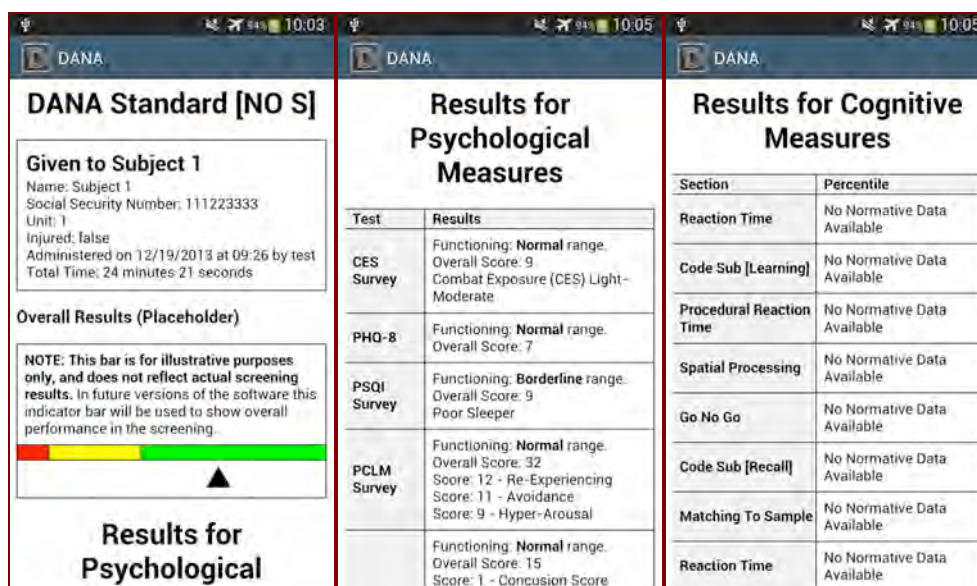 10:03
DANA
DANA Standard [NO S]
Given to Subject 1
Name: Subject 1
Social Security Number: 111223333
Unit: 1
Injured: false
Administered on 12/19/2013 at 09:26 by test
Total Time: 24 minutes 21 seconds
Overall Results (Placeholder)
NOTE: This bar is for illustrative purposes
only, and does not reflect actual screening
results. In future versions of the software this
indicator bar will be used to show overall
performance in the screening.
Results for
Psychological
94% 10:05
DANA
Results for
Psychological
Measures
Test Results
CES
Survey
Functioning: Normal range.
Overall Score: 9
Combat Exposure (CES) Light-
Moderate
PHQ-8
Functioning: Normal range.
Overall Score: 7
PSQI
Survey
Functioning: Borderline range.
Overall Score: 9
Poor Sleeper
PCLM
Survey
Functioning: Normal range.
Overall Score: 32
Score: 12 - Re-Experiencing
Score: 11 - Avoidance
Score: 9 - Hyper-Arousal
Functioning: Normal range.
Overall Score: 15
Score: 1 - Concusion Score
94% 10:05
DANA
Results for Cognitive
Measures
Section Percentile
Reaction Time
No Normative Data
Available
Code Sub [Learning]
No Normative Data
Available
Procedural Reaction
Time
No Normative Data
Available
Spatial Processing
No Normative Data
Available
Go No Go
No Normative Data
Available
Code Sub [Recall]
No Normative Data
Available
Matching To Sample
No Normative Data
Available
Reaction Time
No Normative Data
Available